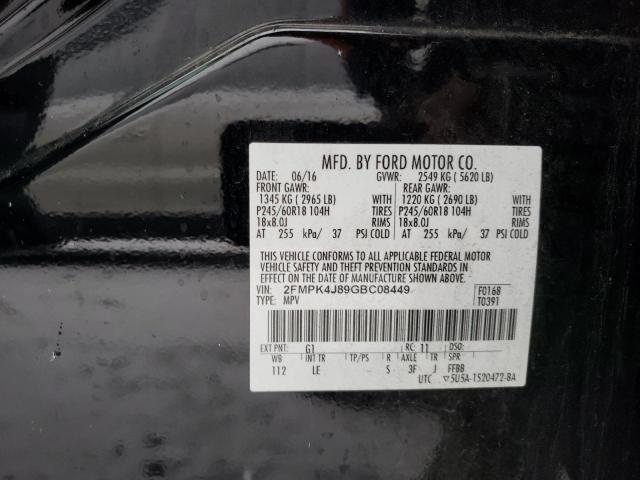 MFD. BY FORD MOTOR CO.
DATE: 06/16 GVWR: 2549 KG ( 5620 LB)
FRONT GAWR: REAR GAWR:
1345 KG ( 2965 LB) WITH 1220 KG ( 2690 LB) WITH
P245/60R18 104H TIRES P245/60R18 104H TIRES
18x8.0J RIMS 18x8.0J RIMS
AT 255 kPa/ 37 PSI COLD AT 255 kPa/ 37 PSI COLD
THIS VEHICLE CONFORMS TO ALL APPLICABLE FEDERAL MOTOR
VEHICLE SAFETY AND THEFT PREVENTION STANDARDS IN
EFFECT ON THE DATE OF MANUFACTURE SHOWN ABOVE.
VIN: 2FMPK4J89GBC08449 F0168
TYPE: MPV T0391
EXT PNT: G1 RC: 11 DSO:
WB INT TR TP/PS R AXLE TR SPR
112 LE S 3F J FFBB
UTC ▽5U5A-1520472-BA